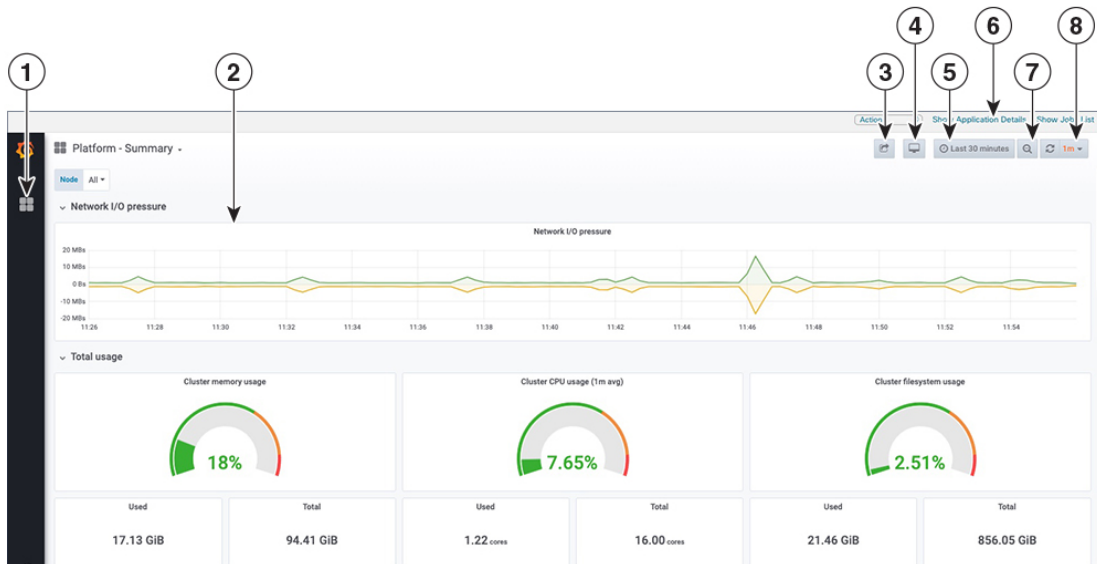 4
6
8
1
2
3
5
7
Action
Show Application Details
Show Job List
Platform - Summary
Last 30 minutes
1m
Node
All
Network I/O pressure
Network I/O pressure
20 MBs
10 MBs
0 Bs
-10 MBs
-20 MBs
11:26 11:28 11:30 11:32 11:34 11:36 11:38 11:40 11:42 11:44 11:46 11:48 11:50 11:52 11:54
Total usage
Cluster memory usage
Cluster CPU usage (1m avg)
Cluster filesystem usage
18%
7.65%
2.51%
Used
Total
Used
Total
Used
Total
17.13 GiB
94.41 GiB
1.22 cores
16.00 cores
21.46 GiB
856.05 GiB